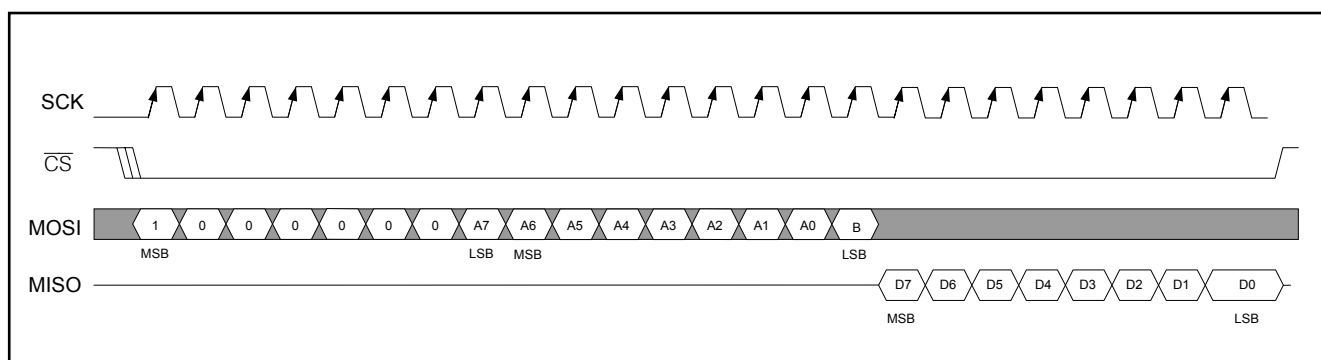 SCK
C̅S̅
MOSI 1 0 0 0 0 0 0 A7 A6 A5 A4 A3 A2 A1 A0 B
MSB LSB MSB LSB
MISO D7 D6 D5 D4 D3 D2 D1 D0
MSB LSB